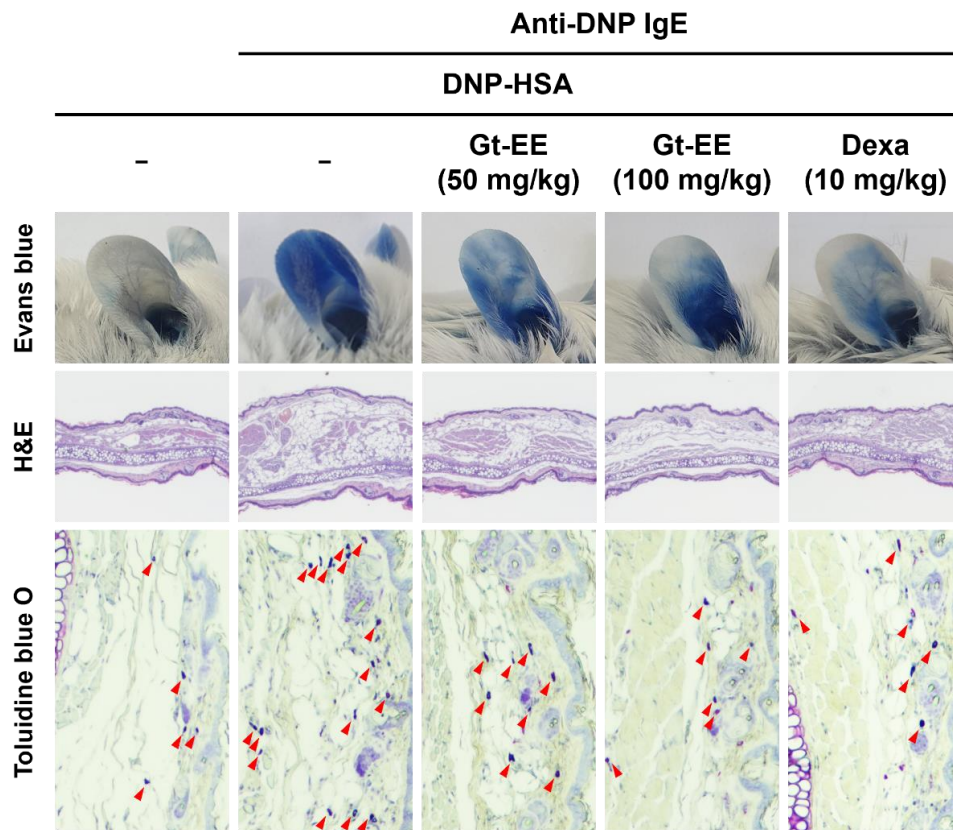 Anti-DNP IgE
DNP-HSA
–
–
Gt-EE
(50 mg/kg)
Gt-EE
(100 mg/kg)
Dexa
(10 mg/kg)
Evans blue
H&E
Toluidine blue O